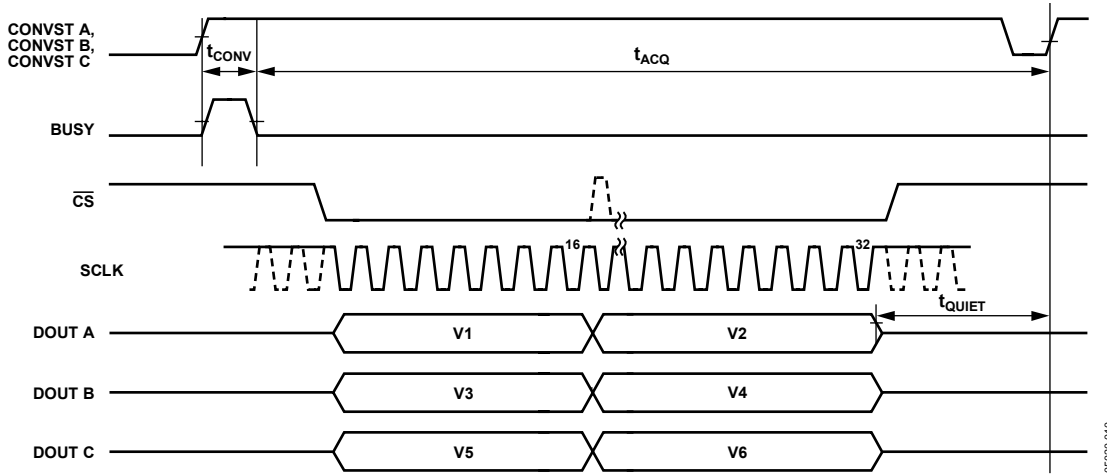 CONVST A,
CONVST B,
CONVST C
tCONV
tACQ
BUSY
CS
SCLK
16
32
tQUIET
DOUT A
V1
V2
DOUT B
V3
V4
DOUT C
V5
V6